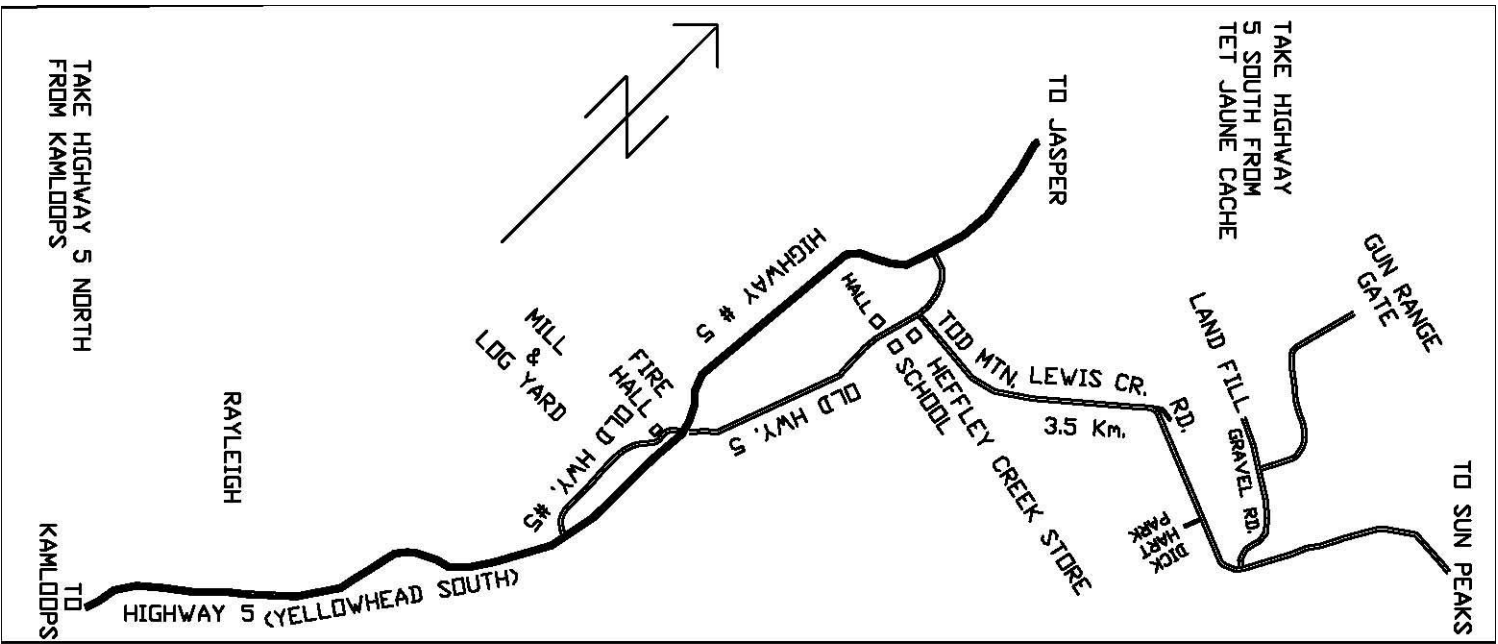 TAKE HIGHWAY 5 NORTH
FROM KAMLOOPS
TAKE HIGHWAY
5 SOUTH FROM
TET JAUNE CACHE
TO JASPER
GUN RANGE
GATE
LAND FILL
GRAVEL RD.
HIGHWAY # 5
HALL
TOD MTN.
LEWIS CR.
RD.
3.5 Km.
HEFFLEY CREEK STORE
SCHOOL
MILL
&
LOG YARD
FIRE
HALL
OLD HWY. #5
OLD HWY. 5
DICK
HART
PARK
TO SUN PEAKS
RAYLEIGH
TO
KAMLOOPS
HIGHWAY 5 (YELLOWHEAD SOUTH)